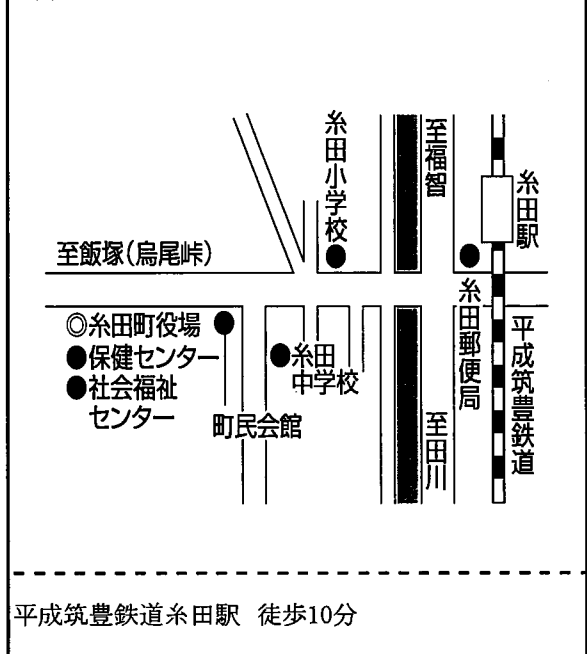 糸田小学校
至福智
糸田駅
至飯塚(烏尾峠)
◎糸田町役場
●保健センター
●社会福祉
センター
町民会館
●糸田
中学校
糸田郵便局
平成筑豊鉄道
至田川
平成筑豊鉄道糸田駅 徒歩10分